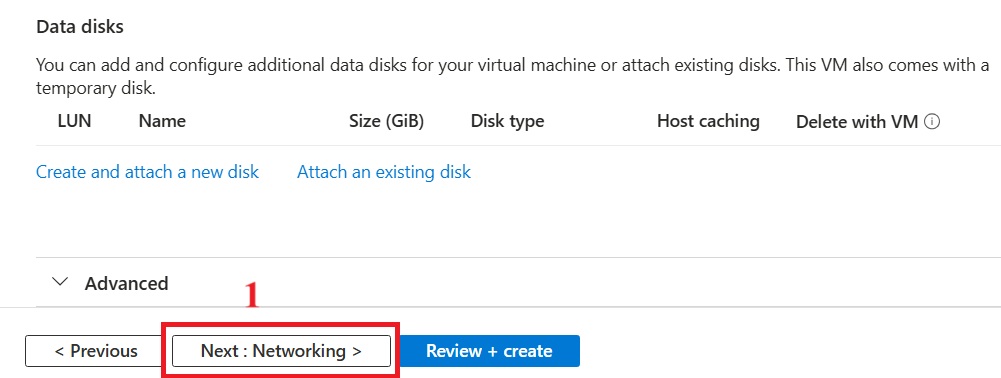 Data disks
You can add and configure additional data disks for your virtual machine or attach existing disks. This VM also comes with a
temporary disk.
LUN Name Size (GiB) Disk type Host caching Delete with VM
Create and attach a new disk Attach an existing disk
Advanced
1
< Previous Next : Networking > Review + create